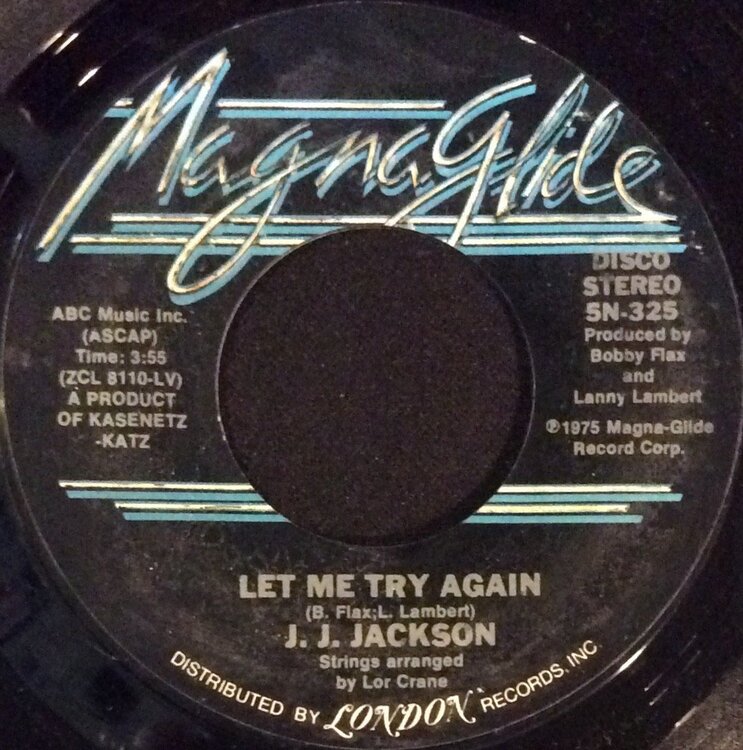 MagnaGlide
ABC Music Inc.
(ASCAP)
Time: 3:55
(ZCL 8110-LV)
A PRODUCT
OF KASENETZ
-KATZ
DISCO
STEREO
SN-325
Produced by
Bobby Flax
and
Lanny Lambert
℗1975 Magna-Glide
Record Corp.
LET ME TRY AGAIN
(B. Flax;L. Lambert)
J. J. JACKSON
Strings arranged
by Lor Crane
DISTRIBUTED BY LONDON RECORDS, INC.